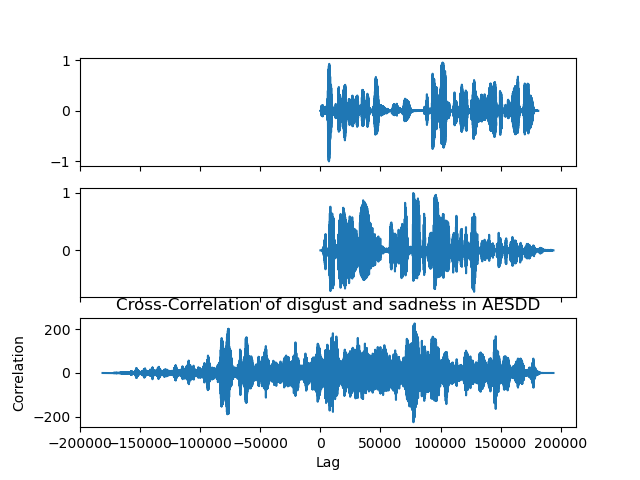 1
0
−1
1
0
Cross-Correlation of disgust and sadness in AESDD
200
0
−200
Correlation
−200000 −150000 −100000 −50000 0 50000 100000 150000 200000
Lag